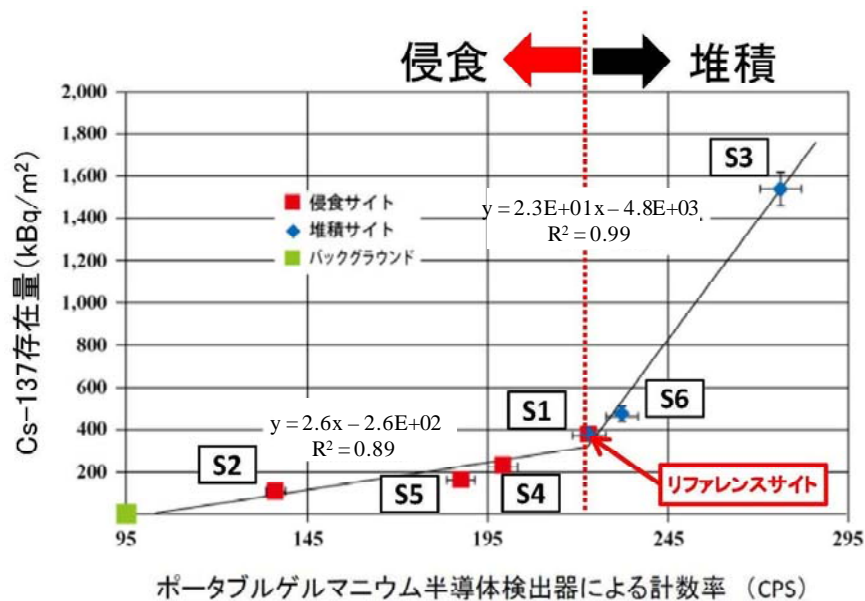 侵食 堆積
2,000
1,800
1,600
1,400
1,200
1,000
800
600
400
200
Cs-137存在量(kBq/m²)
侵食サイト
堆積サイト
バックグラウンド
y = 2.3E+01x – 4.8E+03
R² = 0.99
S3
y = 2.6x – 2.6E+02
R² = 0.89
S1
S6
S2
S5
S4
リファレンスサイト
95 145 195 245 295
ポータブルゲルマニウム半導体検出器による計数率 (CPS)